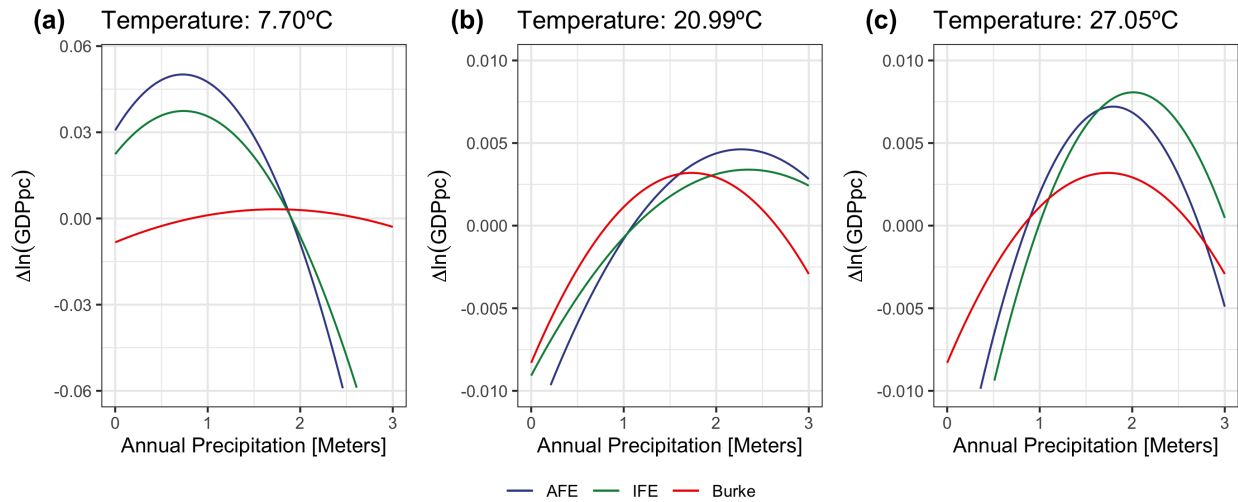 (a) Temperature: 7.70ºC
0.06
0.03
0.00
-0.03
-0.06
Δln(GDPpc)
0 1 2 3
Annual Precipitation [Meters]
(b) Temperature: 20.99ºC
0.010
0.005
0.000
-0.005
-0.010
Δln(GDPpc)
0 1 2 3
Annual Precipitation [Meters]
(c) Temperature: 27.05ºC
0.010
0.005
0.000
-0.005
-0.010
Δln(GDPpc)
0 1 2 3
Annual Precipitation [Meters]
AFE IFE Burke